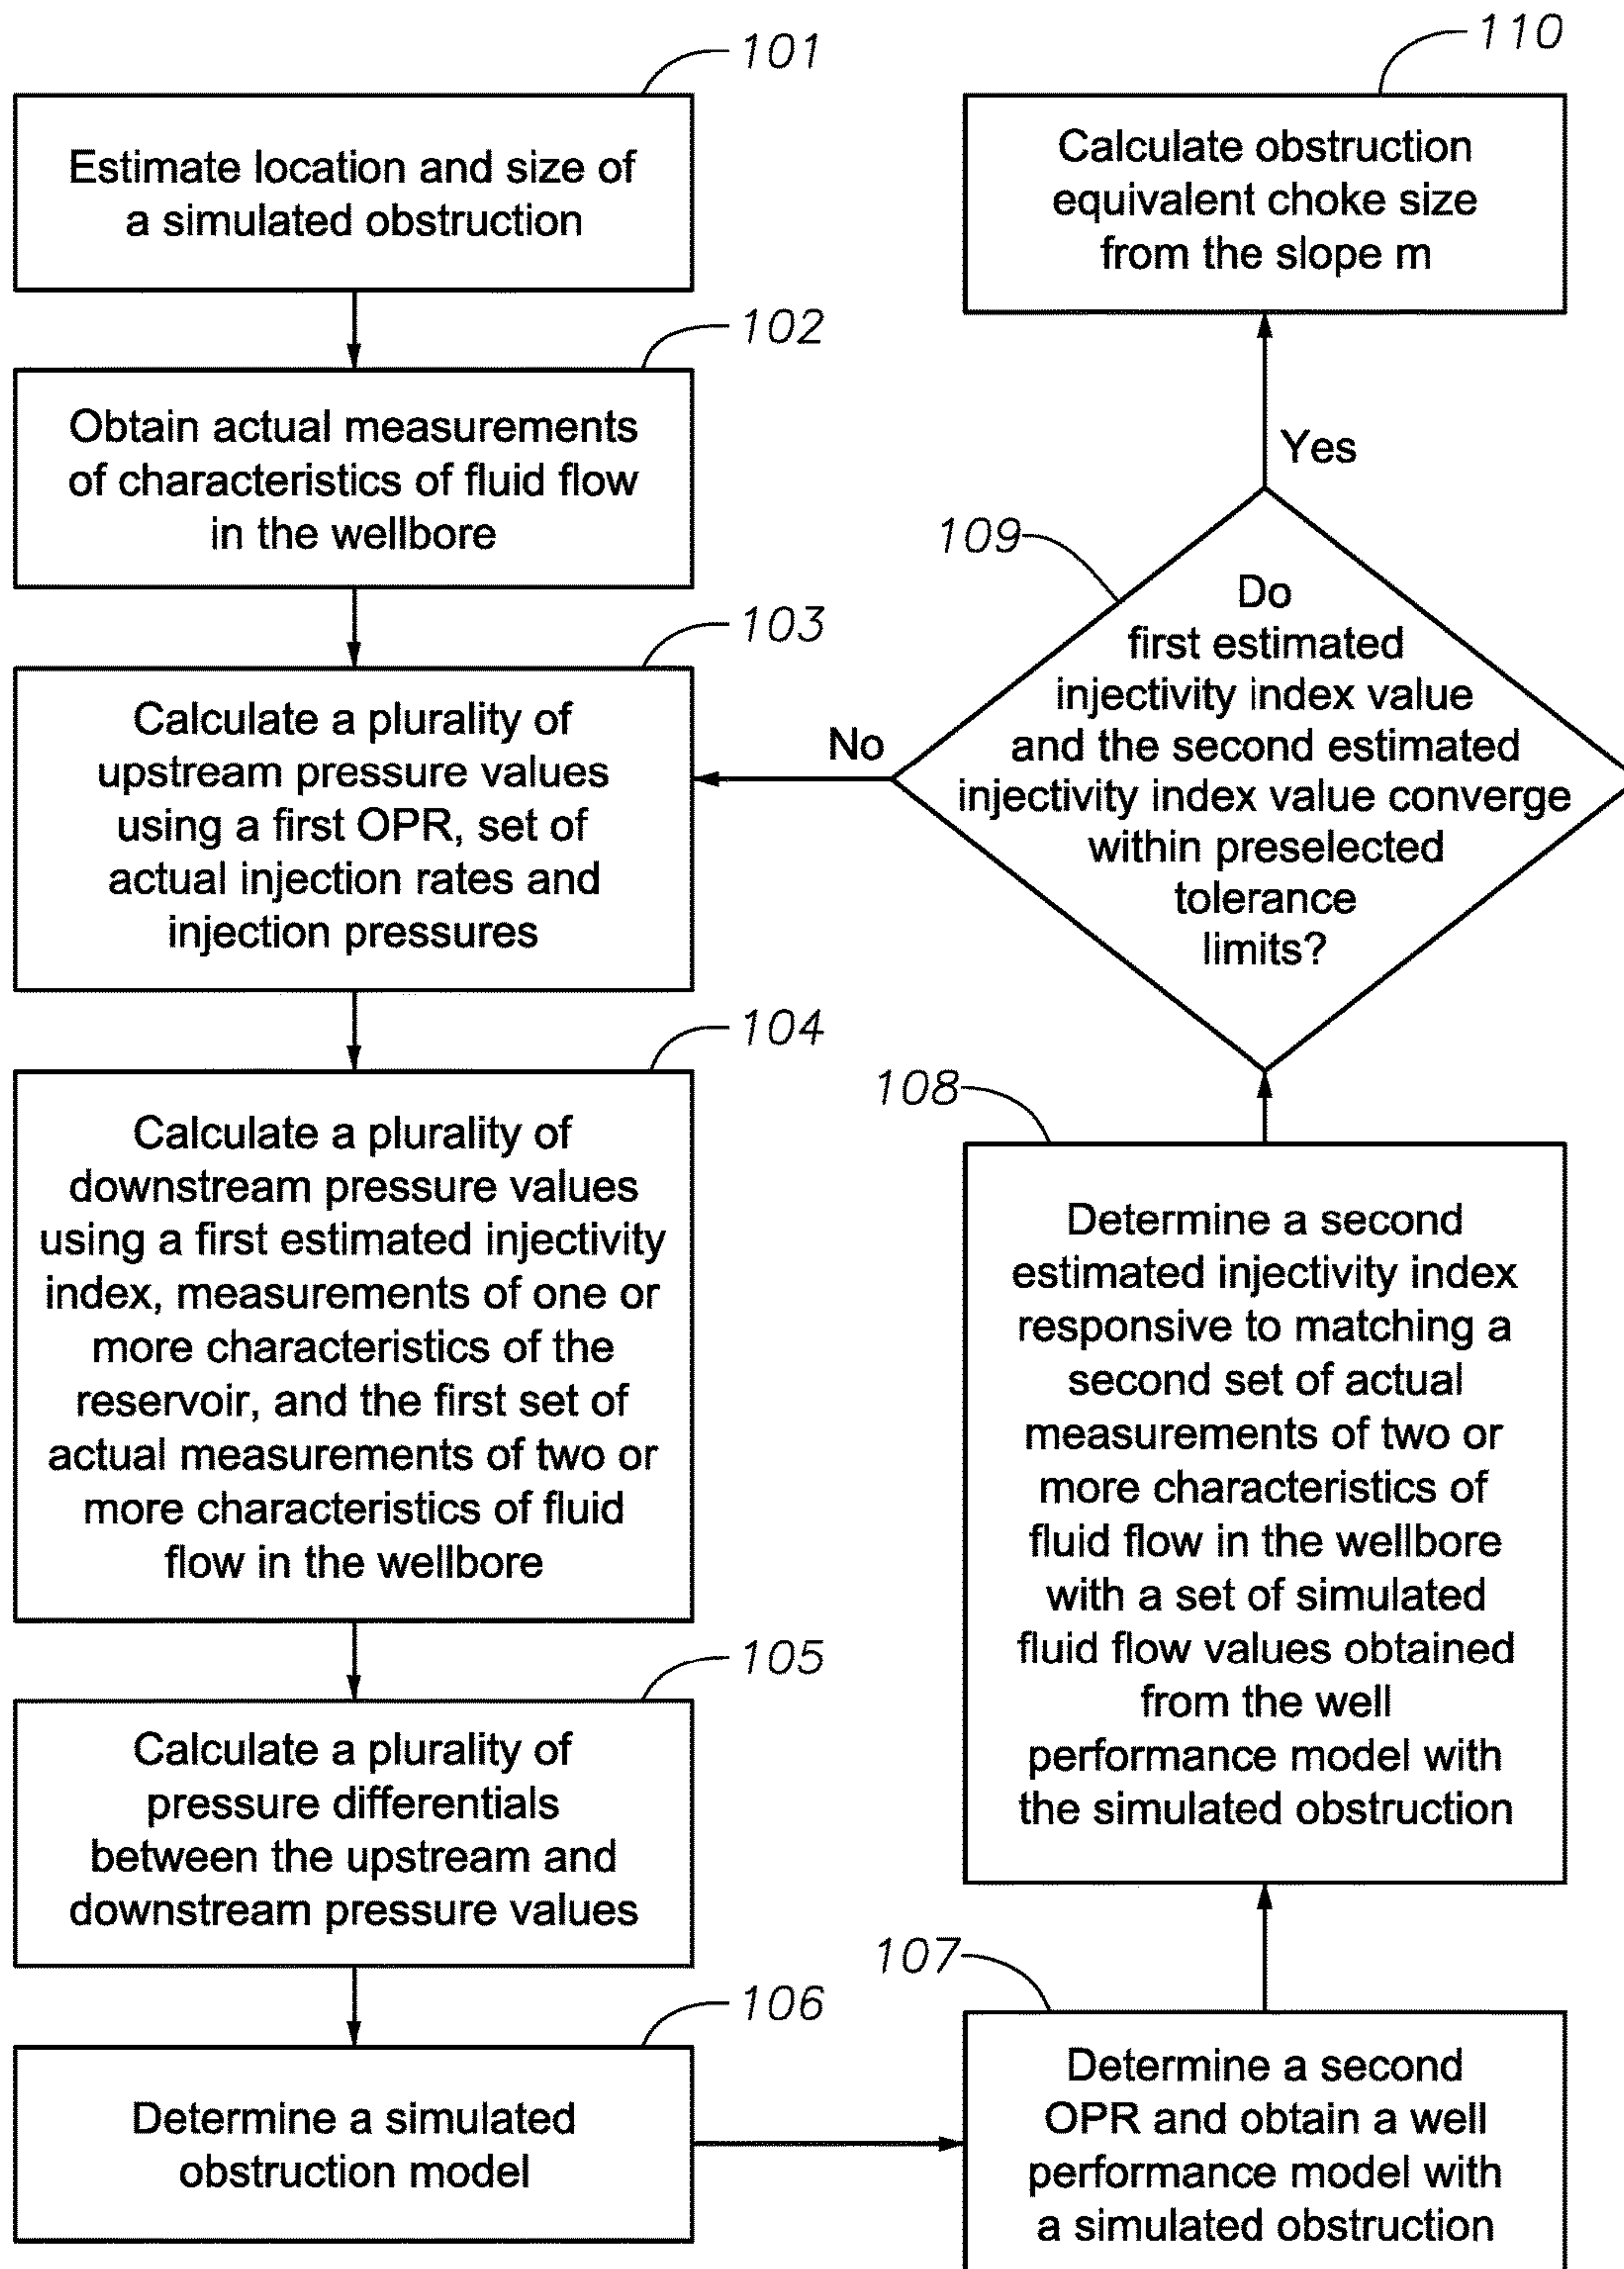 101
Estimate location and size of
a simulated obstruction
102
Obtain actual measurements
of characteristics of fluid flow
in the wellbore
103
Calculate a plurality of
upstream pressure values
using a first OPR, set of
actual injection rates and
injection pressures
104
Calculate a plurality of
downstream pressure values
using a first estimated injectivity
index, measurements of one or
more characteristics of the
reservoir, and the first set of
actual measurements of two or
more characteristics of fluid
flow in the wellbore
105
Calculate a plurality of
pressure differentials
between the upstream and
downstream pressure values
106
Determine a simulated
obstruction model
107
Determine a second
OPR and obtain a well
performance model with
a simulated obstruction
108
Determine a second
estimated injectivity index
responsive to matching a
second set of actual
measurements of two or
more characteristics of
fluid flow in the wellbore
with a set of simulated
fluid flow values obtained
from the well
performance model with
the simulated obstruction
109
Do
first estimated
injectivity index value
and the second estimated
injectivity index value converge
within preselected
tolerance
limits?
No
Yes
110
Calculate obstruction
equivalent choke size
from the slope m